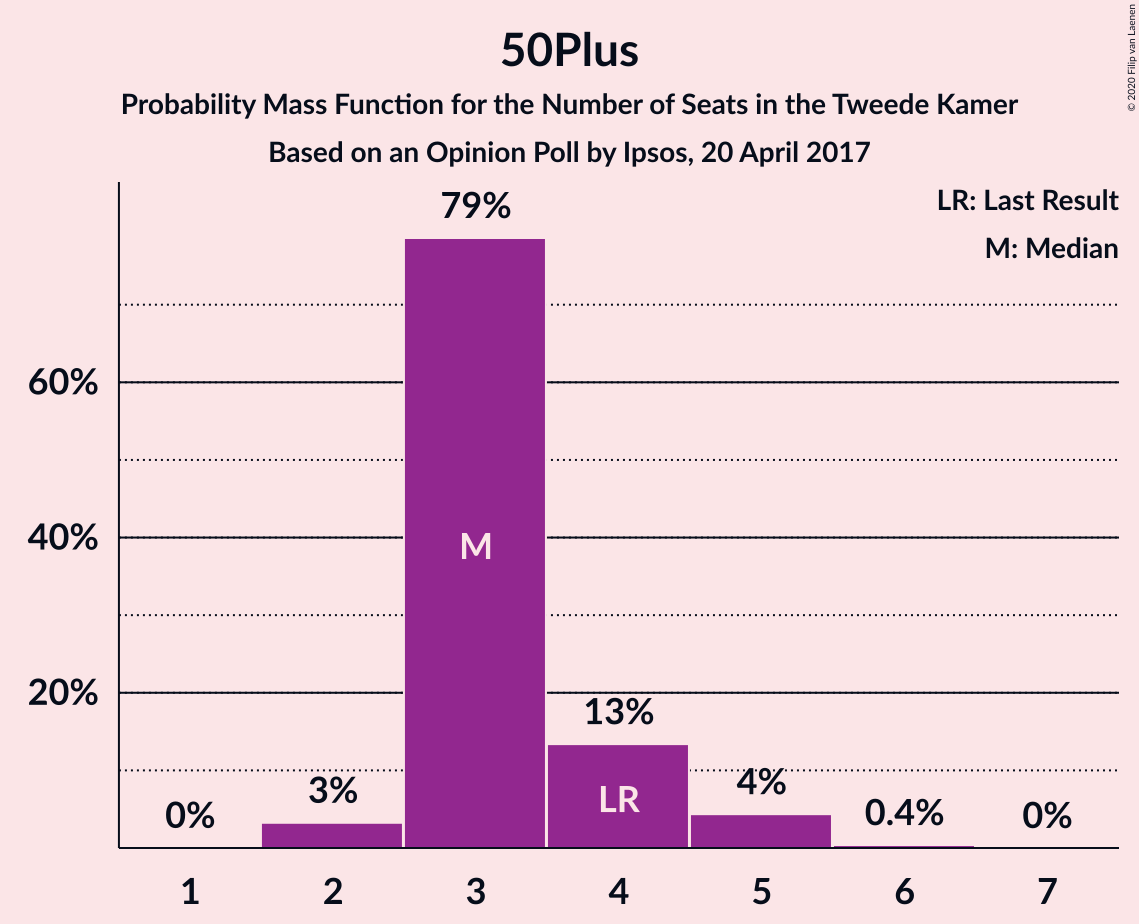 50Plus
Probability Mass Function for the Number of Seats in the Tweede Kamer
Based on an Opinion Poll by Ipsos, 20 April 2017
© 2020 Filip van Laenen
LR: Last Result
M: Median
79%
60%
40%
20%
M
13%
LR
0%
3%
4%
0.4%
0%
1 2 3 4 5 6 7